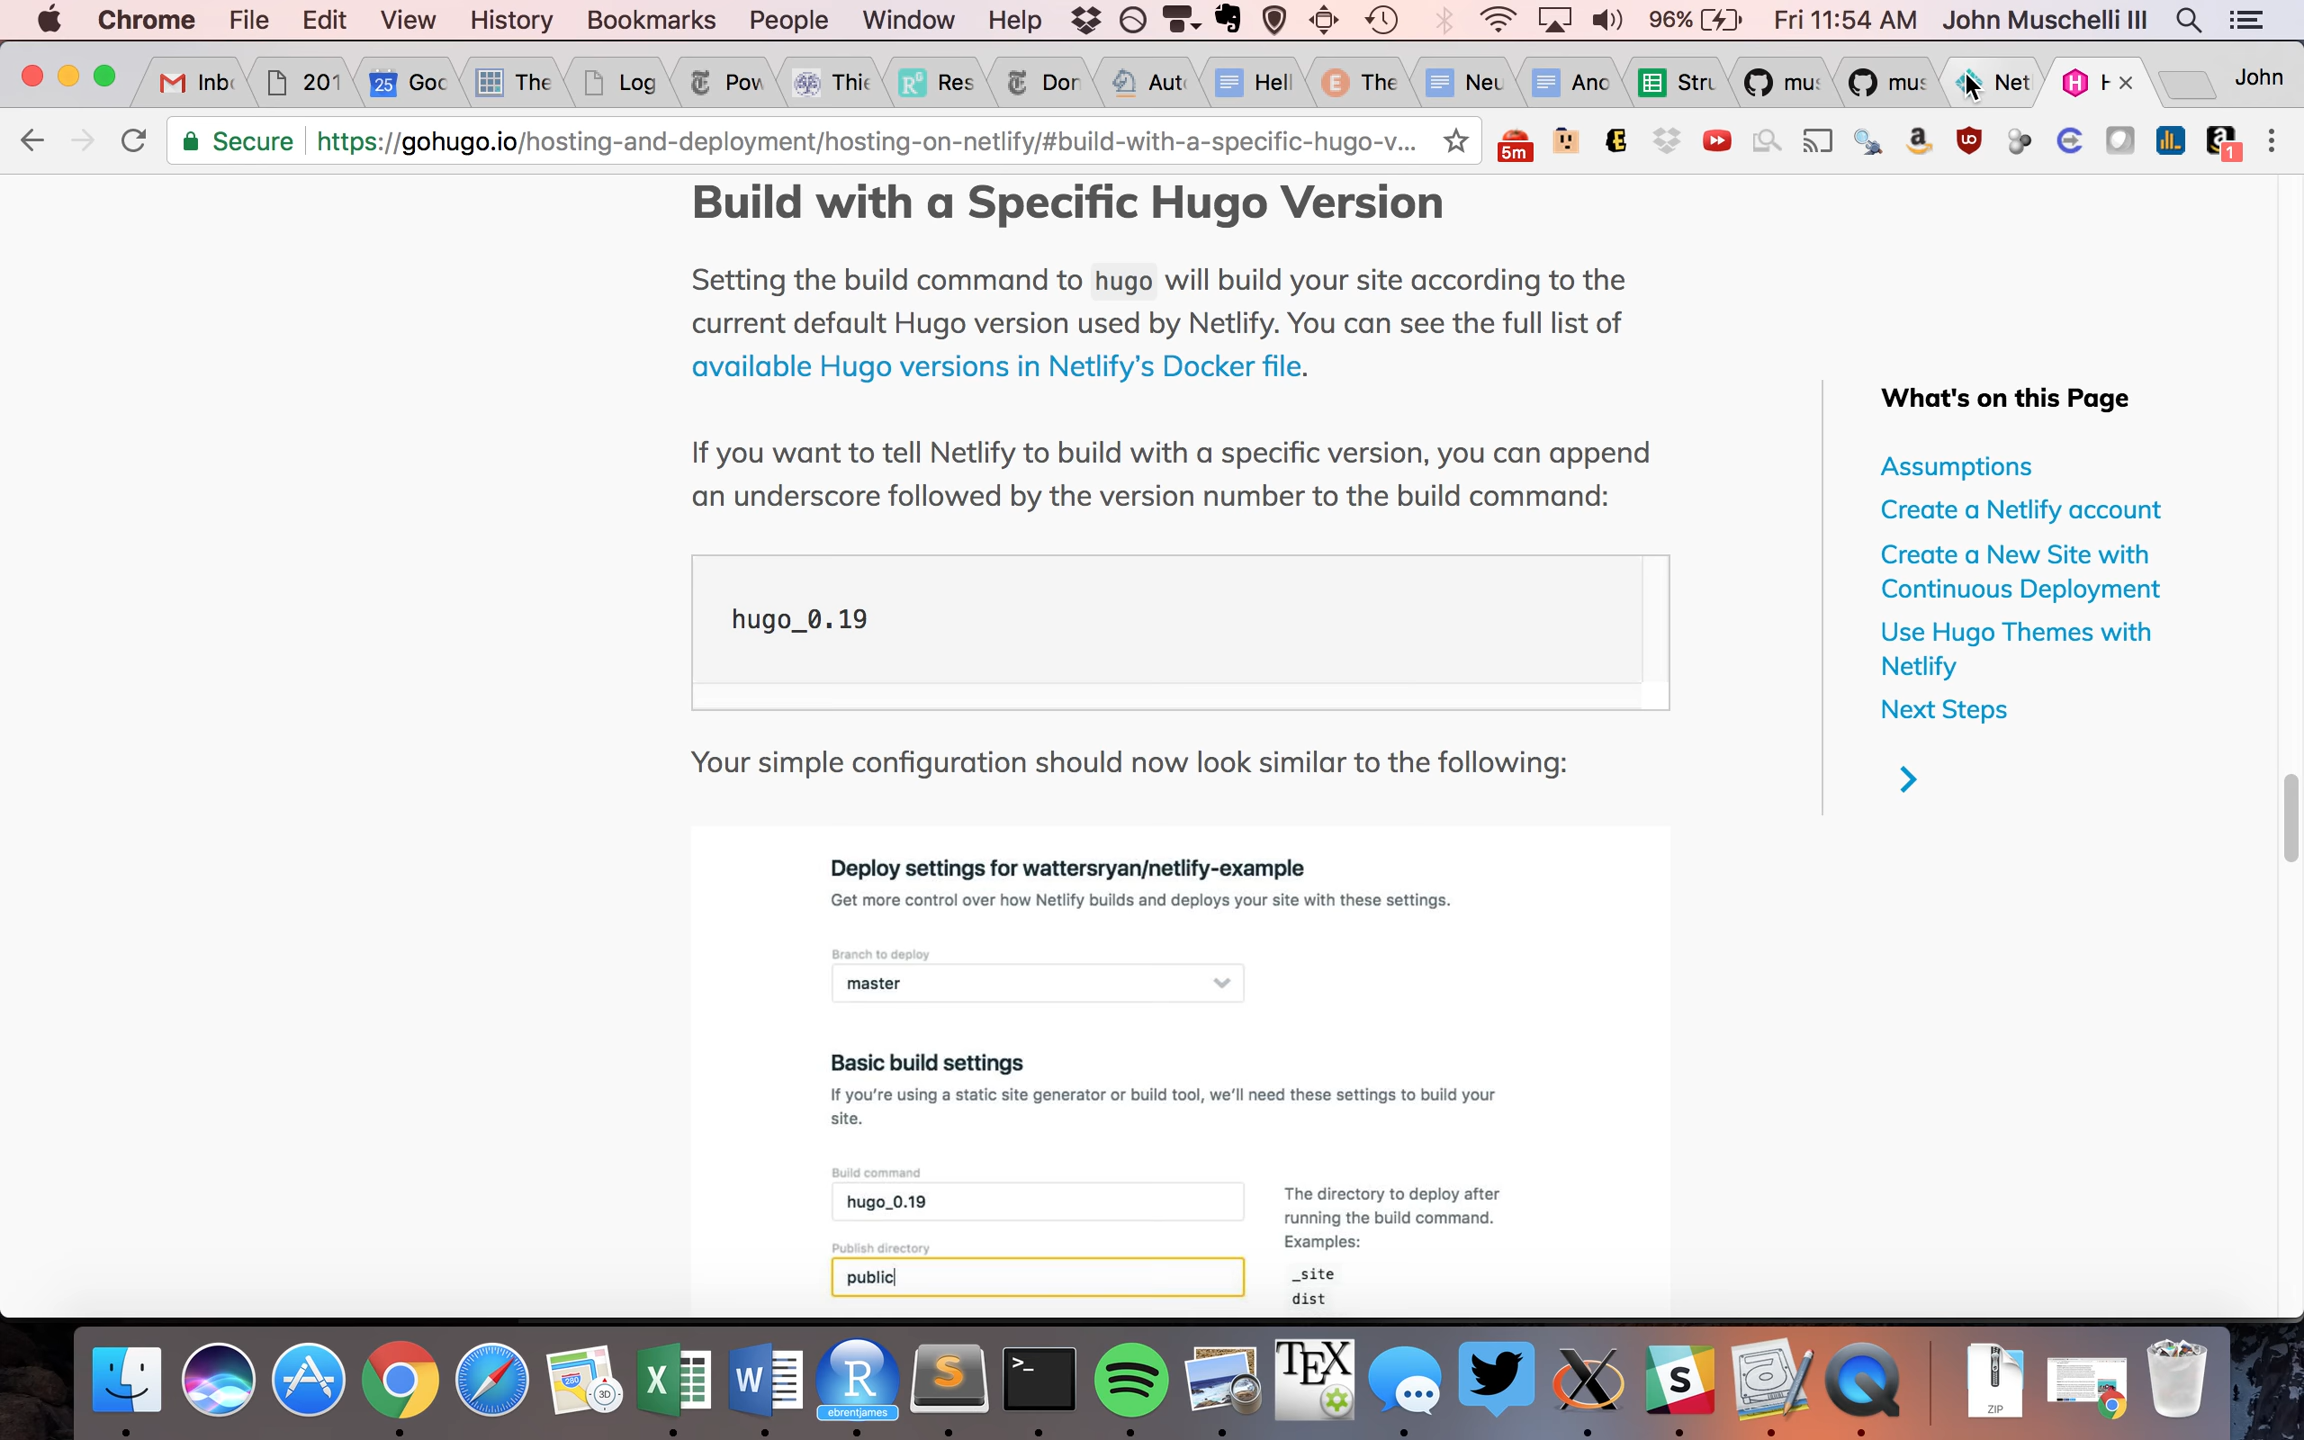 Chrome File Edit View History Bookmarks People Window Help 96% Fri 11:54 AM John Muschelli III
Inb 201 25 Goo The Log Pow Thie Res Don Aut Hell The Neu Ano Stru mus mus Net H John
Secure https://gohugo.io/hosting-and-deployment/hosting-on-netlify/#build-with-a-specific-hugo-v... 5m 1
Build with a Specific Hugo Version
Setting the build command to hugo will build your site according to the
current default Hugo version used by Netlify. You can see the full list of
available Hugo versions in Netlify’s Docker file.
If you want to tell Netlify to build with a specific version, you can append
an underscore followed by the version number to the build command:
hugo_0.19
Your simple configuration should now look similar to the following:
Deploy settings for wattersryan/netlify-example
Get more control over how Netlify builds and deploys your site with these settings.
Branch to deploy
master
Basic build settings
If you’re using a static site generator or build tool, we’ll need these settings to build your
site.
Build command
hugo_0.19
Publish directory
public
The directory to deploy after
running the build command.
Examples:
_site
dist
What's on this Page
Assumptions
Create a Netlify account
Create a New Site with
Continuous Deployment
Use Hugo Themes with
Netlify
Next Steps
280 3D
R
ebrentjames
S
TEX
S
ZIP